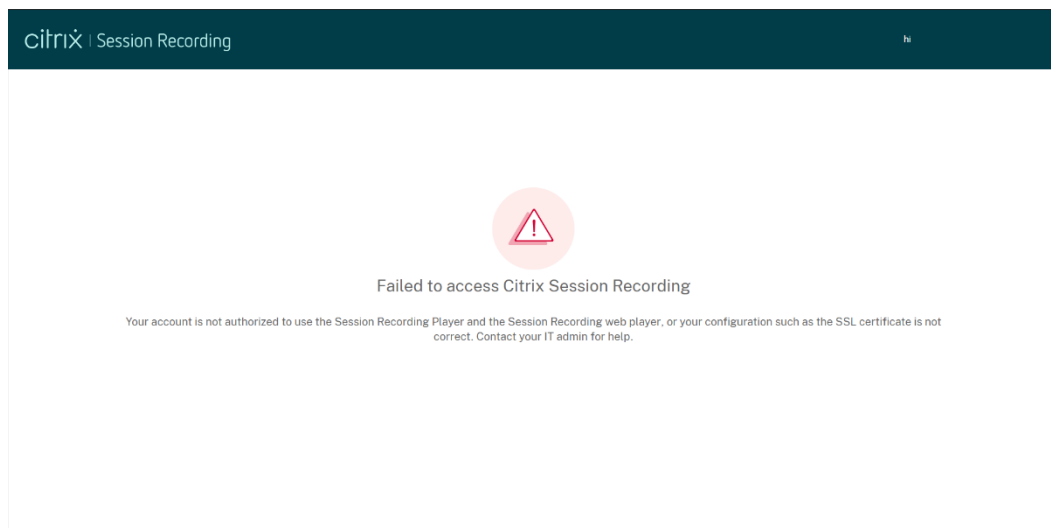 citrix | Session Recording
hi
Failed to access Citrix Session Recording
Your account is not authorized to use the Session Recording Player and the Session Recording web player, or your configuration such as the SSL certificate is not
correct. Contact your IT admin for help.